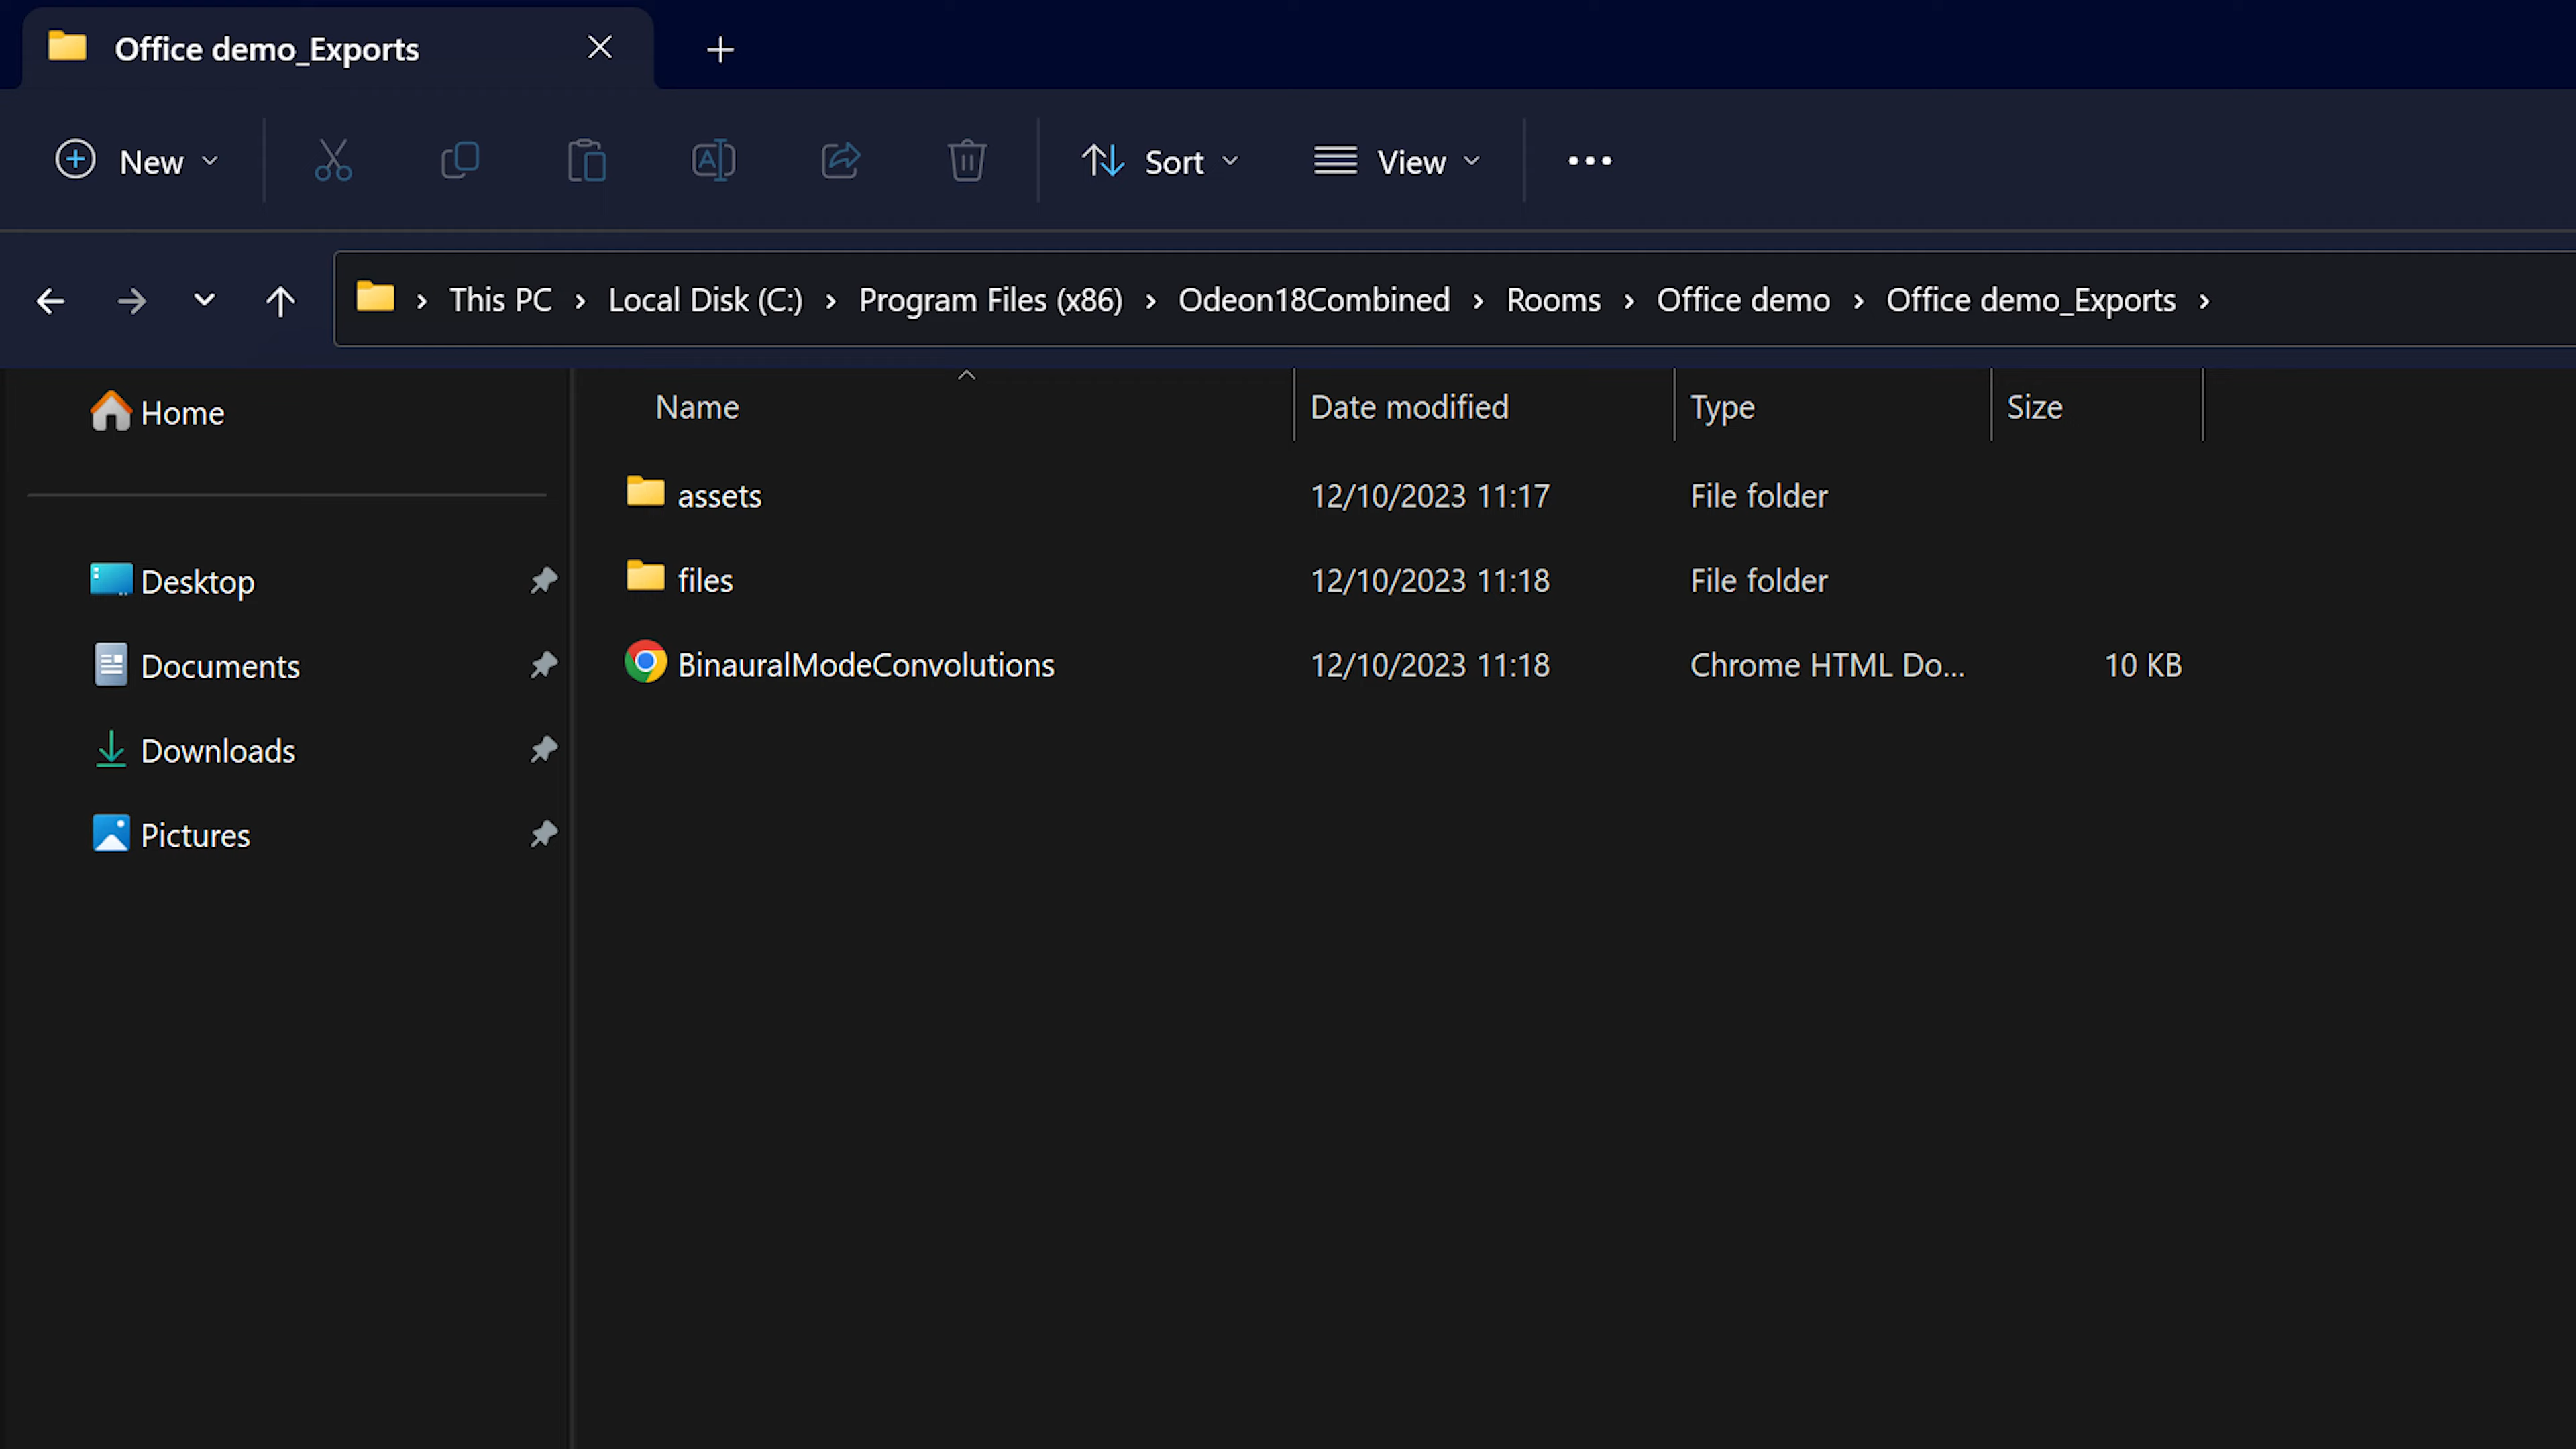 Office demo_Exports
New Sort View
This PC > Local Disk (C:) > Program Files (x86) > Odeon18Combined > Rooms > Office demo > Office demo_Exports >
Home
Desktop
Documents
Downloads
Pictures
Name Date modified Type Size
assets 12/10/2023 11:17 File folder
files 12/10/2023 11:18 File folder
BinauralModeConvolutions 12/10/2023 11:18 Chrome HTML Do... 10 KB